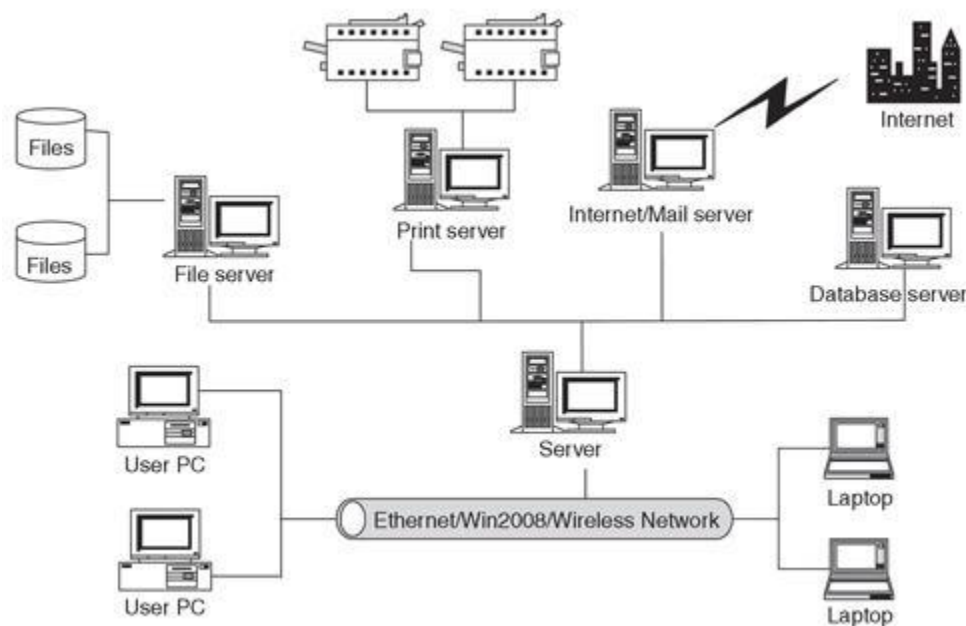 Internet
Files
Print server
Internet/Mail server
Files
File server
Database server
Server
User PC
Laptop
Ethernet/Win2008/Wireless Network
User PC
Laptop